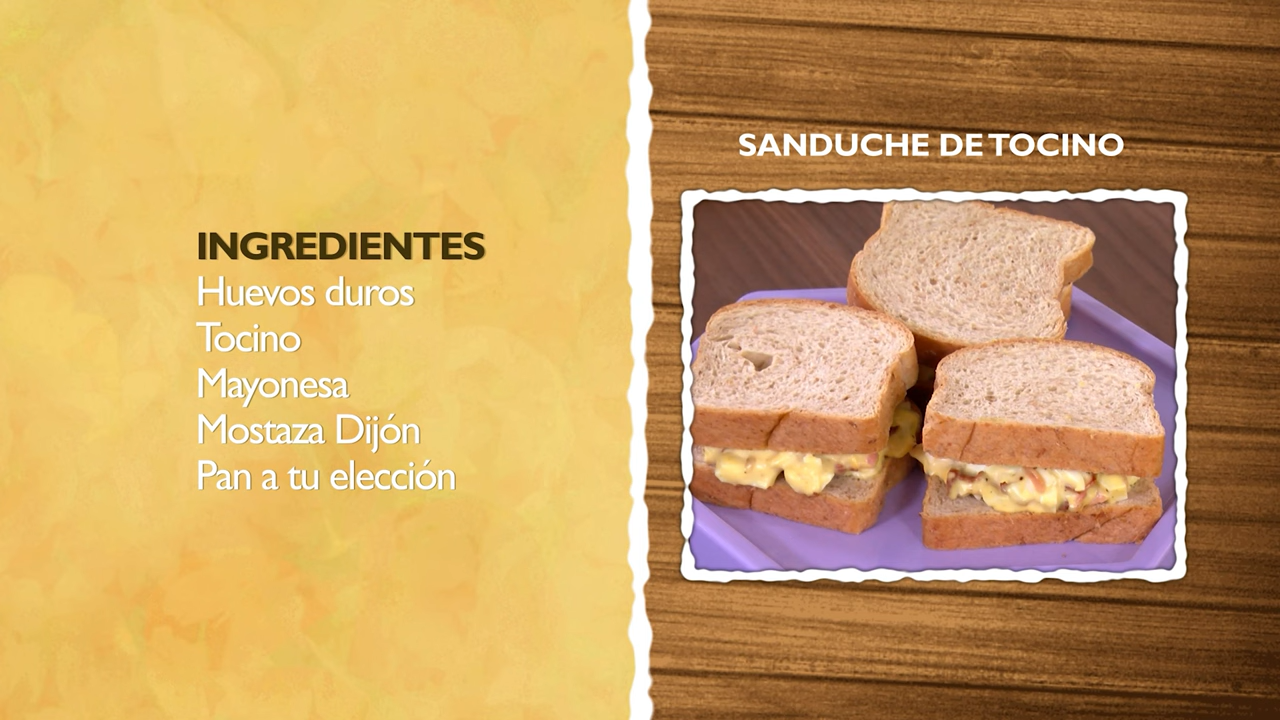 INGREDIENTES
Huevos duros
Tocino
Mayonesa
Mostaza Dijón
Pan a tu elección
SANDUCHE DE TOCINO